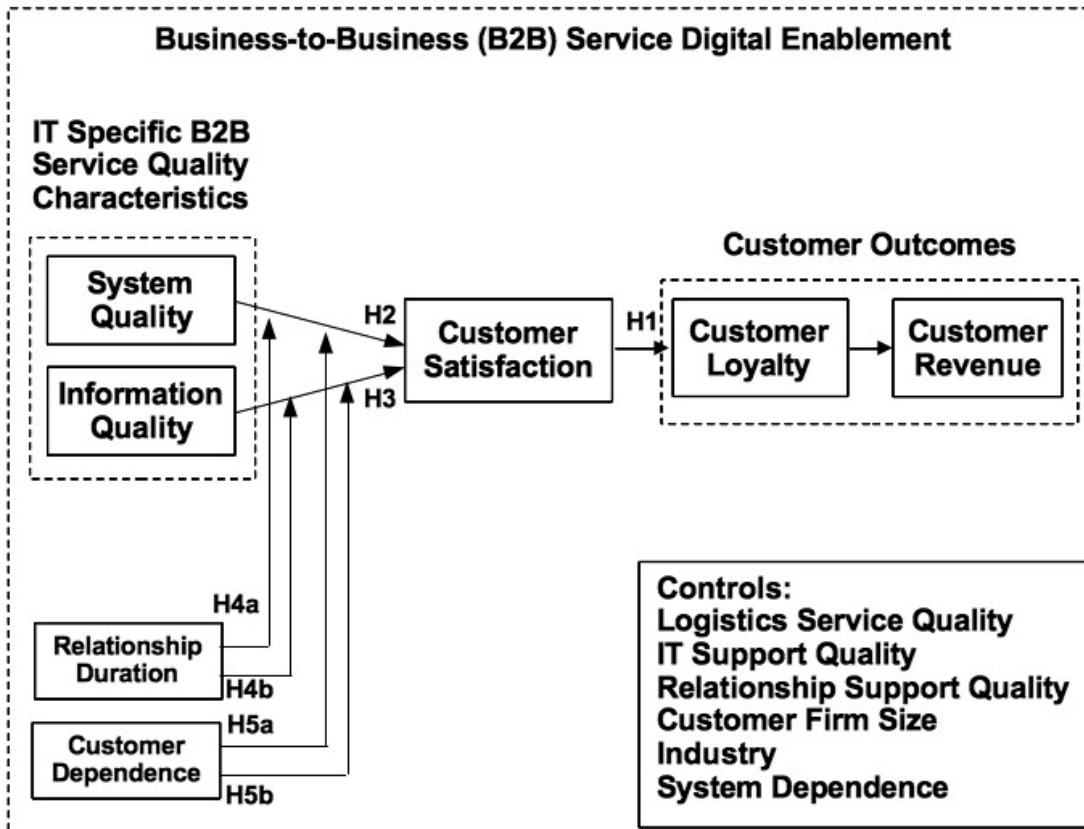 Business-to-Business (B2B) Service Digital Enablement
IT Specific B2B
Service Quality
Characteristics
System
Quality
Information
Quality
H2
H3
Customer
Satisfaction
H1
Customer Outcomes
Customer
Loyalty
Customer
Revenue
H4a
Relationship
Duration
H4b
H5a
Customer
Dependence
H5b
Controls:
Logistics Service Quality
IT Support Quality
Relationship Support Quality
Customer Firm Size
Industry
System Dependence